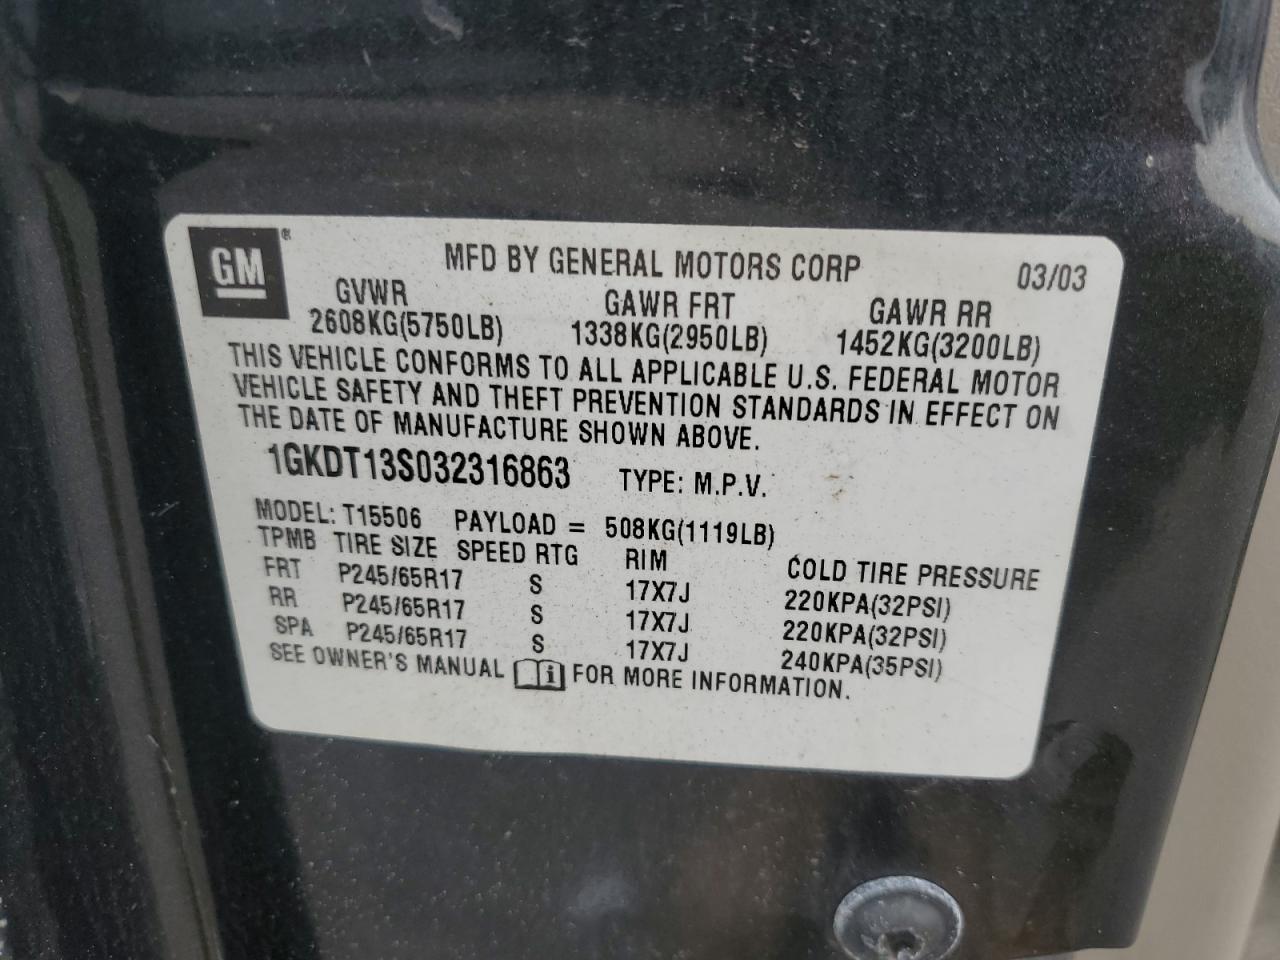 GM ®
MFD BY GENERAL MOTORS CORP 03/03
GVWR GAWR FRT GAWR RR
2608KG(5750LB) 1338KG(2950LB) 1452KG(3200LB)
THIS VEHICLE CONFORMS TO ALL APPLICABLE U.S. FEDERAL MOTOR
VEHICLE SAFETY AND THEFT PREVENTION STANDARDS IN EFFECT ON
THE DATE OF MANUFACTURE SHOWN ABOVE.
1GKDT13S032316863 TYPE: M.P.V.
MODEL: T15506 PAYLOAD = 508KG(1119LB)
TPMB TIRE SIZE SPEED RTG RIM COLD TIRE PRESSURE
FRT P245/65R17 S 17X7J 220KPA(32PSI)
RR P245/65R17 S 17X7J 220KPA(32PSI)
SPA P245/65R17 S 17X7J 240KPA(35PSI)
SEE OWNER'S MANUAL i FOR MORE INFORMATION.